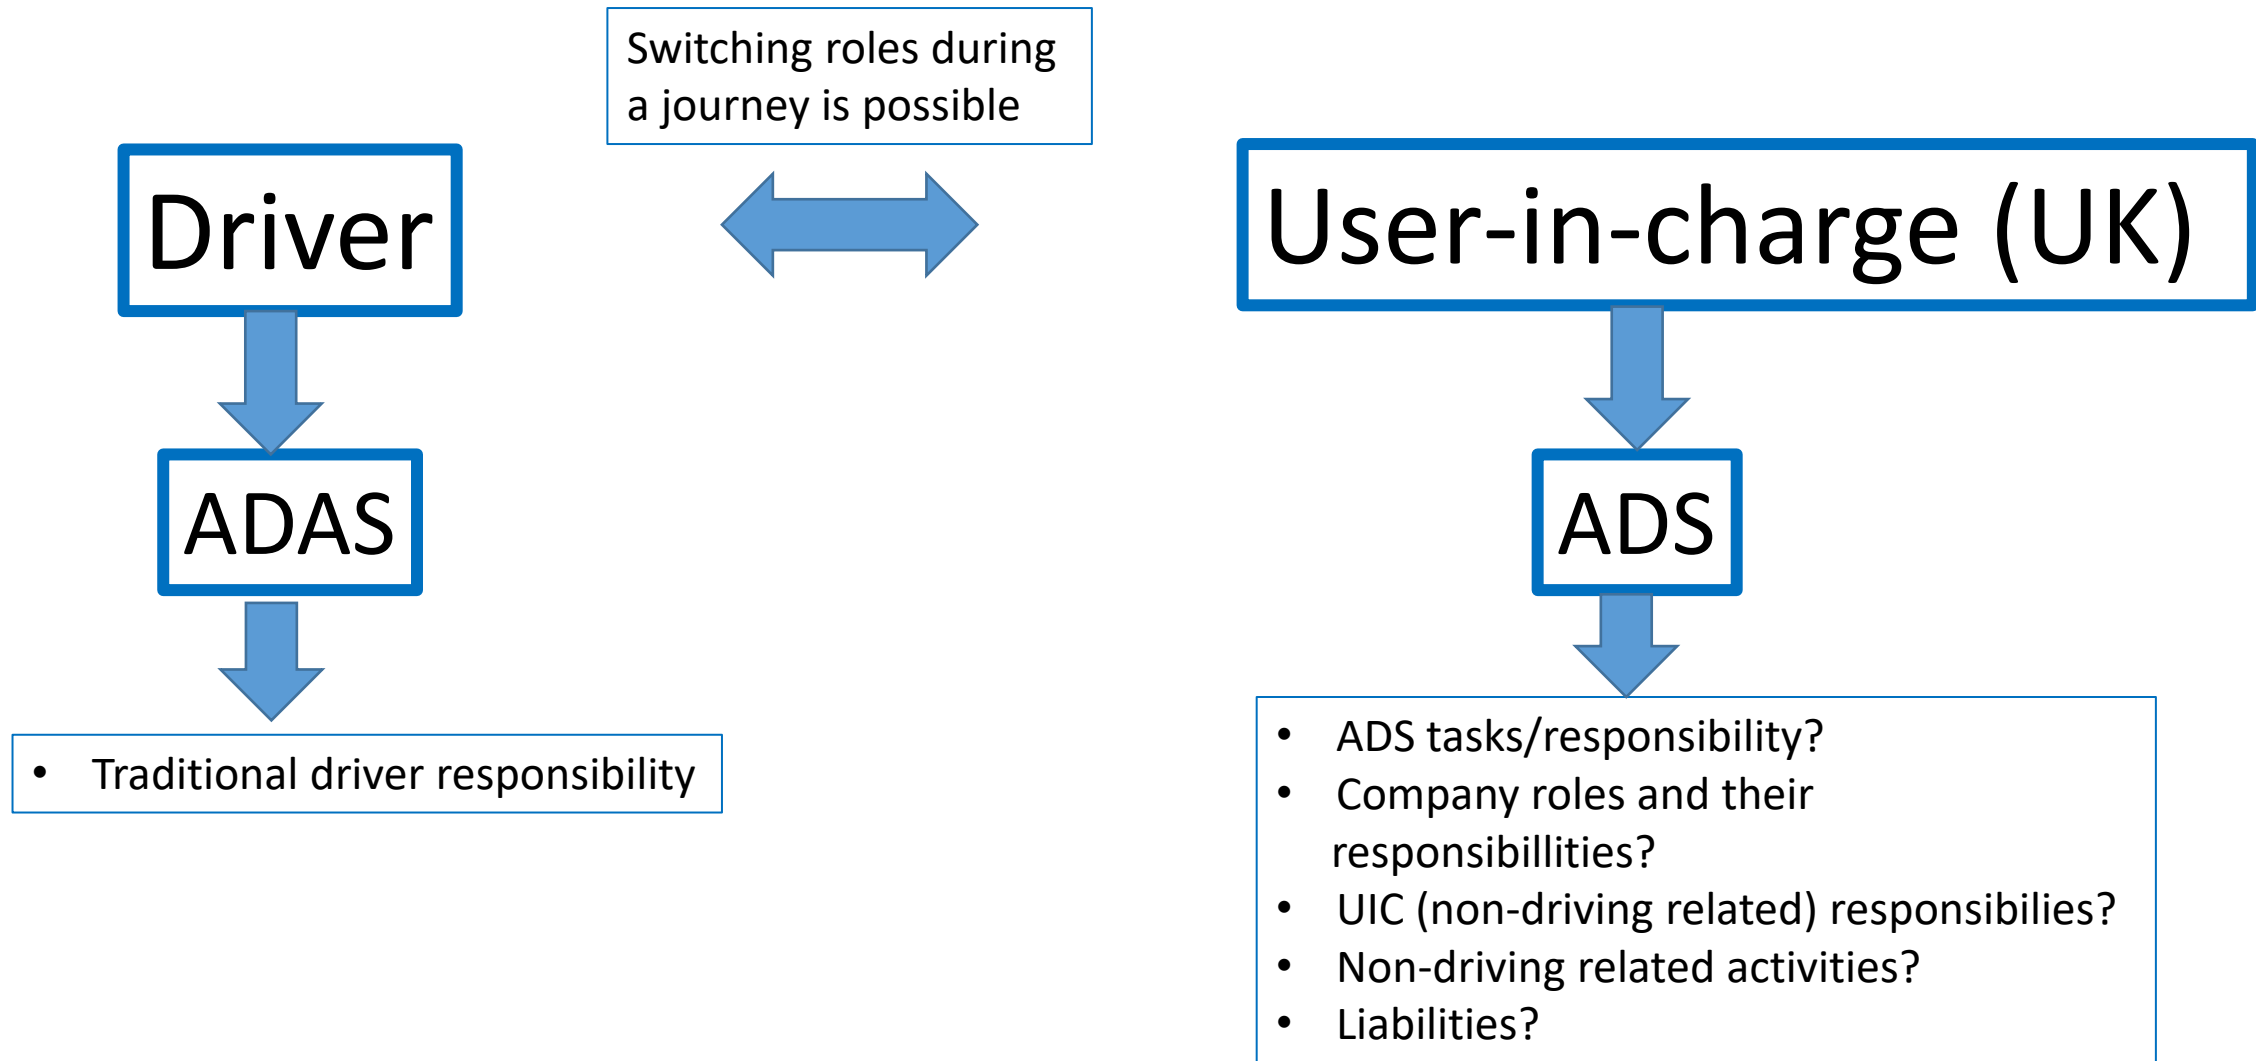 Switching roles during
a journey is possible
Driver
User-in-charge (UK)
ADAS
ADS
• Traditional driver responsibility
• ADS tasks/responsibility?
• Company roles and their
responsibillities?
• UIC (non-driving related) responsibilies?
• Non-driving related activities?
• Liabilities?